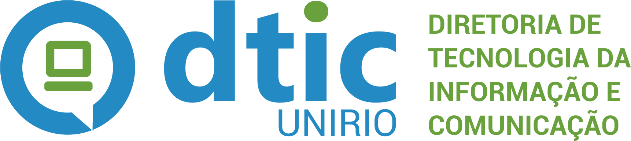 dtic
UNIRIO
DIRETORIA DE
TECNOLOGIA DA
INFORMAÇÃO E
COMUNICAÇÃO